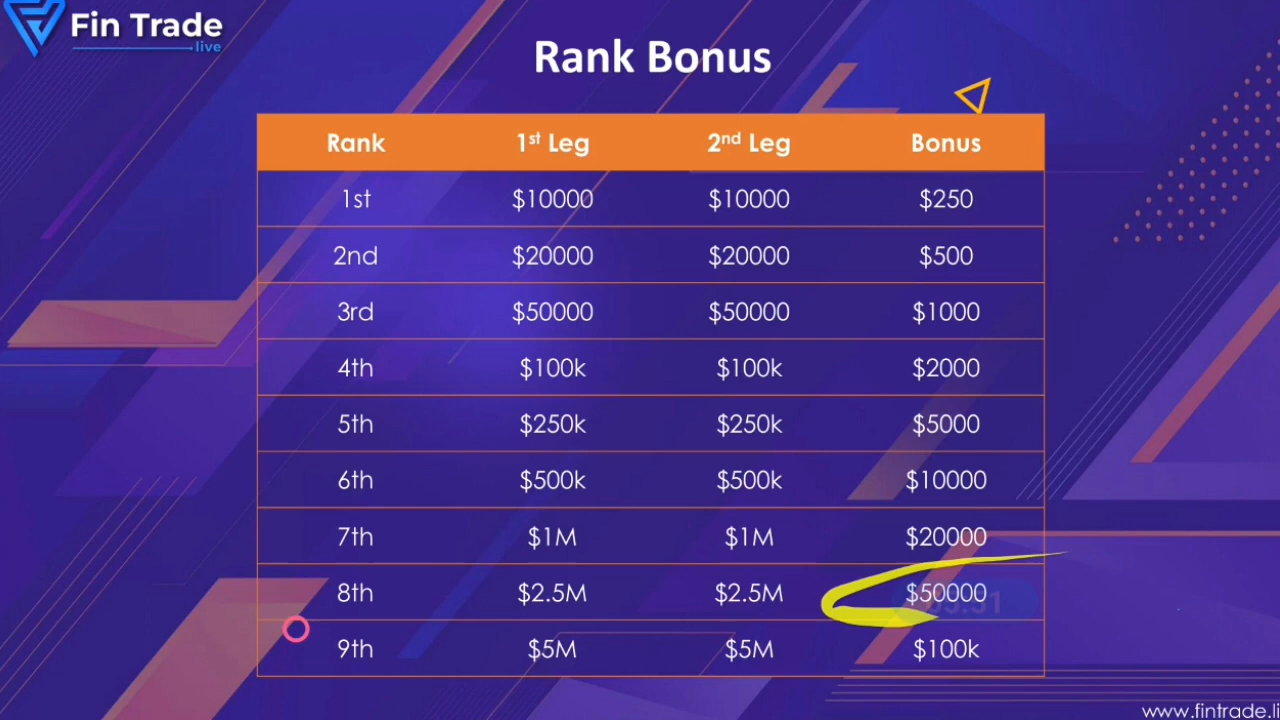 Fin Trade
live
Rank Bonus
Rank 1st Leg 2nd Leg Bonus
1st $10000 $10000 $250
2nd $20000 $20000 $500
3rd $50000 $50000 $1000
4th $100k $100k $2000
5th $250k $250k $5000
6th $500k $500k $10000
7th $1M $1M $20000
8th $2.5M $2.5M $50000
9th $5M $5M $100k
www.fintrade.li